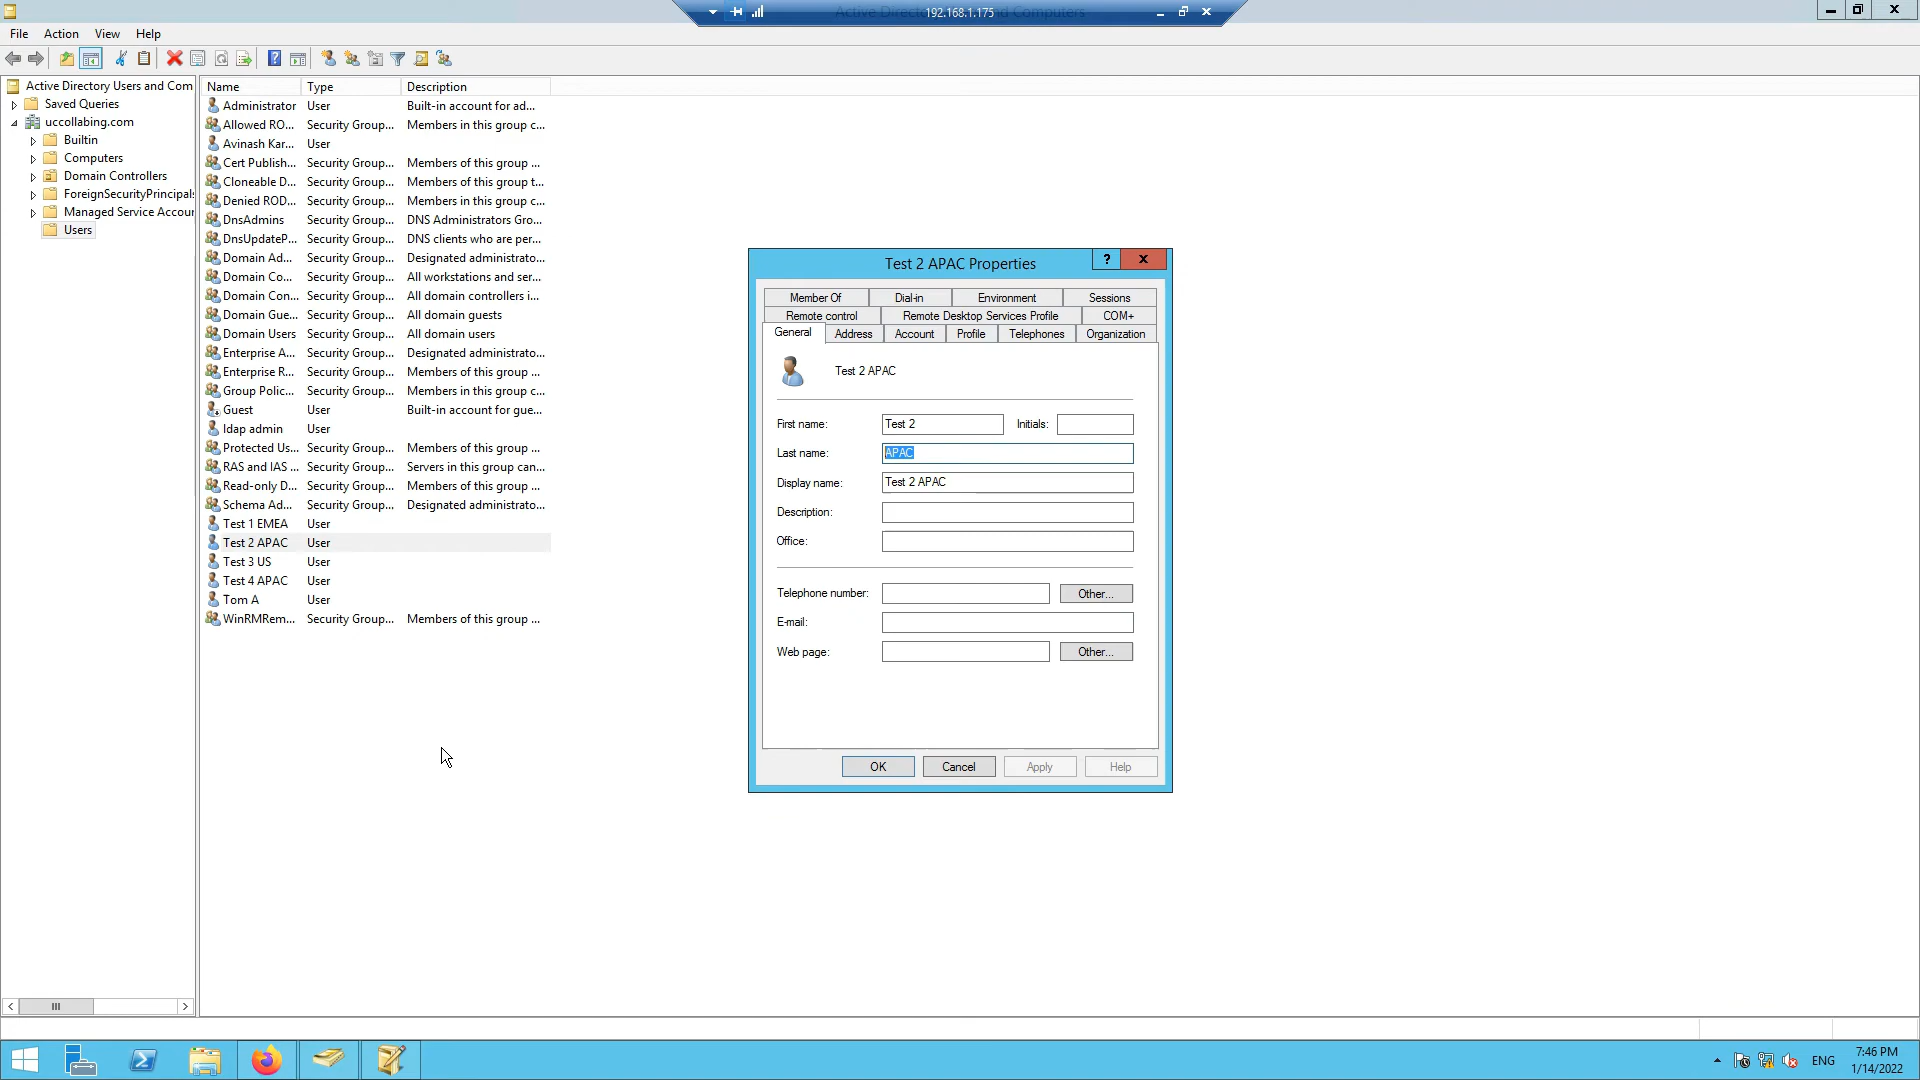 192.168.1.175
File Action View Help
Active Directory Users and Com
Saved Queries
uccollabing.com
Builtin
Computers
Domain Controllers
ForeignSecurityPrincipals
Managed Service Accour
Users
Name Type Description
Administrator User Built-in account for ad...
Allowed RO... Security Group... Members in this group c...
Avinash Kar... User
Cert Publish... Security Group... Members of this group ...
Cloneable D... Security Group... Members of this group t...
Denied ROD... Security Group... Members in this group c...
DnsAdmins Security Group... DNS Administrators Gro...
DnsUpdateP... Security Group... DNS clients who are per...
Domain Ad... Security Group... Designated administrato...
Domain Co... Security Group... All workstations and ser...
Domain Con... Security Group... All domain controllers i...
Domain Gue... Security Group... All domain guests
Domain Users Security Group... All domain users
Enterprise A... Security Group... Designated administrato...
Enterprise R... Security Group... Members of this group ...
Group Polic... Security Group... Members in this group c...
Guest User Built-in account for gue...
ldap admin User
Protected Us... Security Group... Members of this group ...
RAS and IAS ... Security Group... Servers in this group can...
Read-only D... Security Group... Members of this group ...
Schema Ad... Security Group... Designated administrato...
Test 1 EMEA User
Test 2 APAC User
Test 3 US User
Test 4 APAC User
Tom A User
WinRMRem... Security Group... Members of this group ...
Test 2 APAC Properties ?
Member Of Dial-in Environment Sessions
Remote control Remote Desktop Services Profile COM+
General Address Account Profile Telephones Organization
Test 2 APAC
First name: Test 2 Initials:
Last name: APAC
Display name: Test 2 APAC
Description:
Office:
Telephone number: Other...
E-mail:
Web page: Other...
OK Cancel Apply Help
ENG
7:46 PM
1/14/2022